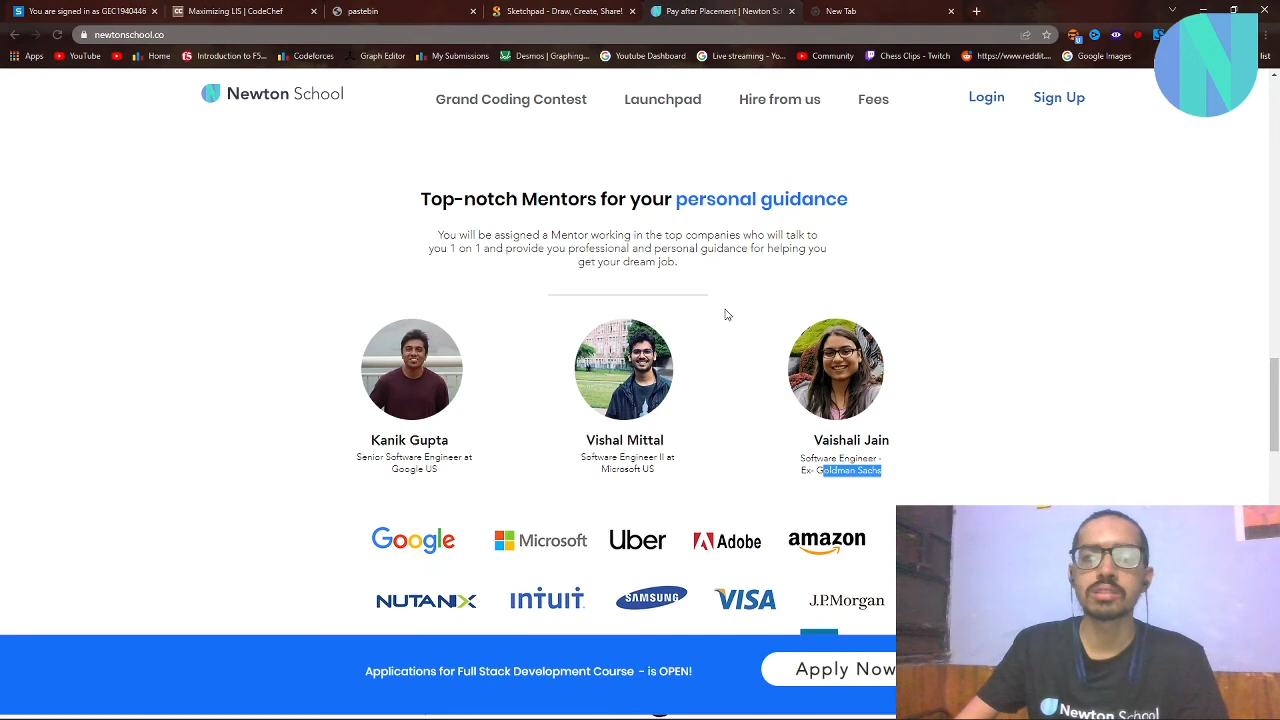 You are signed in as GEC1940446
Maximizing LIS | CodeChef
pastebin
Sketchpad - Draw, Create, Share!
Pay after Placement | Newton Sch
New Tab
newtonschool.co
Apps
YouTube
Home
Introduction to F5...
Codeforces
Graph Editor
My Submissions
Desmos | Graphing...
Youtube Dashboard
Live streaming - Yo...
Community
Chess Clips - Twitch
https://www.reddit...
Google Images
list
Newton School
Grand Coding Contest
Launchpad
Hire from us
Fees
Login
Sign Up
Top-notch Mentors for your personal guidance
You will be assigned a Mentor working in the top companies who will talk to
you 1 on 1 and provide you professional and personal guidance for helping you
get your dream job.
Kanik Gupta
Senior Software Engineer at
Google US
Vishal Mittal
Software Engineer II at
Microsoft US
Vaishali Jain
Software Engineer -
Ex- Goldman Sachs
Google
Microsoft
Uber
Adobe
amazon
NUTANIX
INTUIT
SAMSUNG
VISA
J.P.Morgan
Applications for Full Stack Development Course - is OPEN!
Apply Now
Newton School